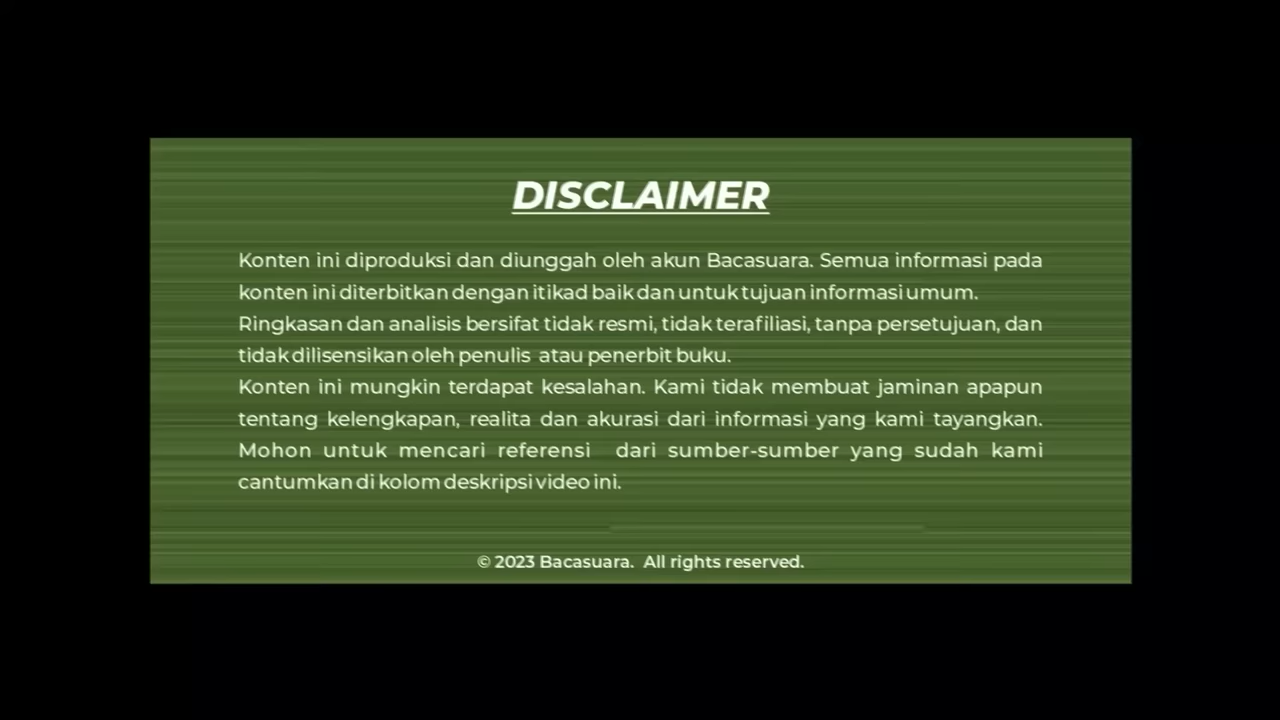 DISCLAIMER
Konten ini diproduksi dan diunggah oleh akun Bacasuara. Semua informasi pada
konten ini diterbitkan dengan itikad baik dan untuk tujuan informasi umum.
Ringkasan dan analisis bersifat tidak resmi, tidak terafiliasi, tanpa persetujuan, dan
tidak dilisensikan oleh penulis atau penerbit buku.
Konten ini mungkin terdapat kesalahan. Kami tidak membuat jaminan apapun
tentang kelengkapan, realita dan akurasi dari informasi yang kami tayangkan.
Mohon untuk mencari referensi dari sumber-sumber yang sudah kami
cantumkan di kolom deskripsi video ini.
© 2023 Bacasuara. All rights reserved.